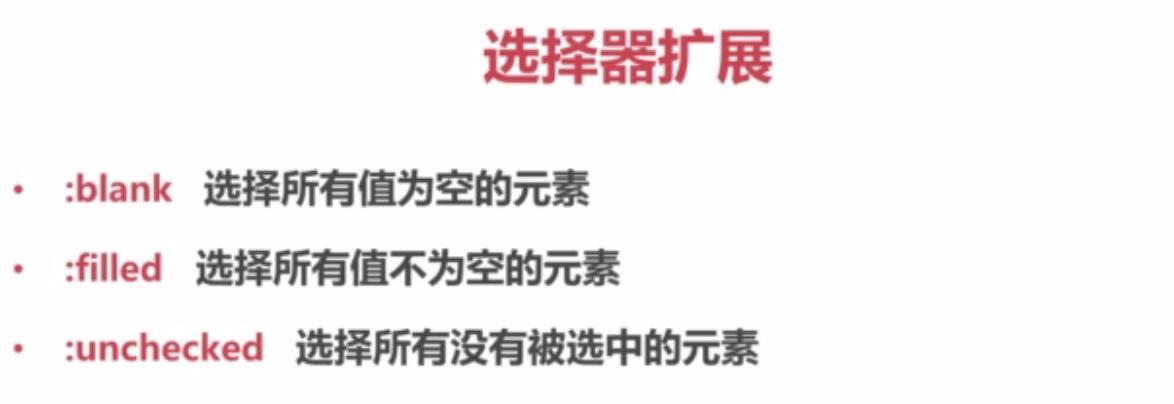 选择器扩展
• :blank 选择所有值为空的元素
• :filled 选择所有值不为空的元素
• :unchecked 选择所有没有被选中的元素